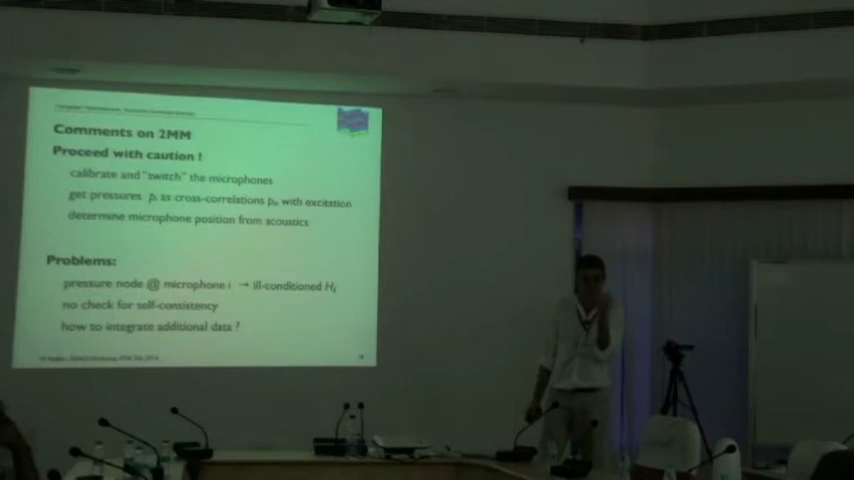 Comments on 2MM
Proceed with caution !
calibrate and "switch" the microphones
get pressures pᵢ as cross-correlations with excitation
determine microphone position from acoustics
Problems:
pressure node @ microphone i → ill-conditioned Hᵢ
no check for self-consistency
how to integrate additional data ?